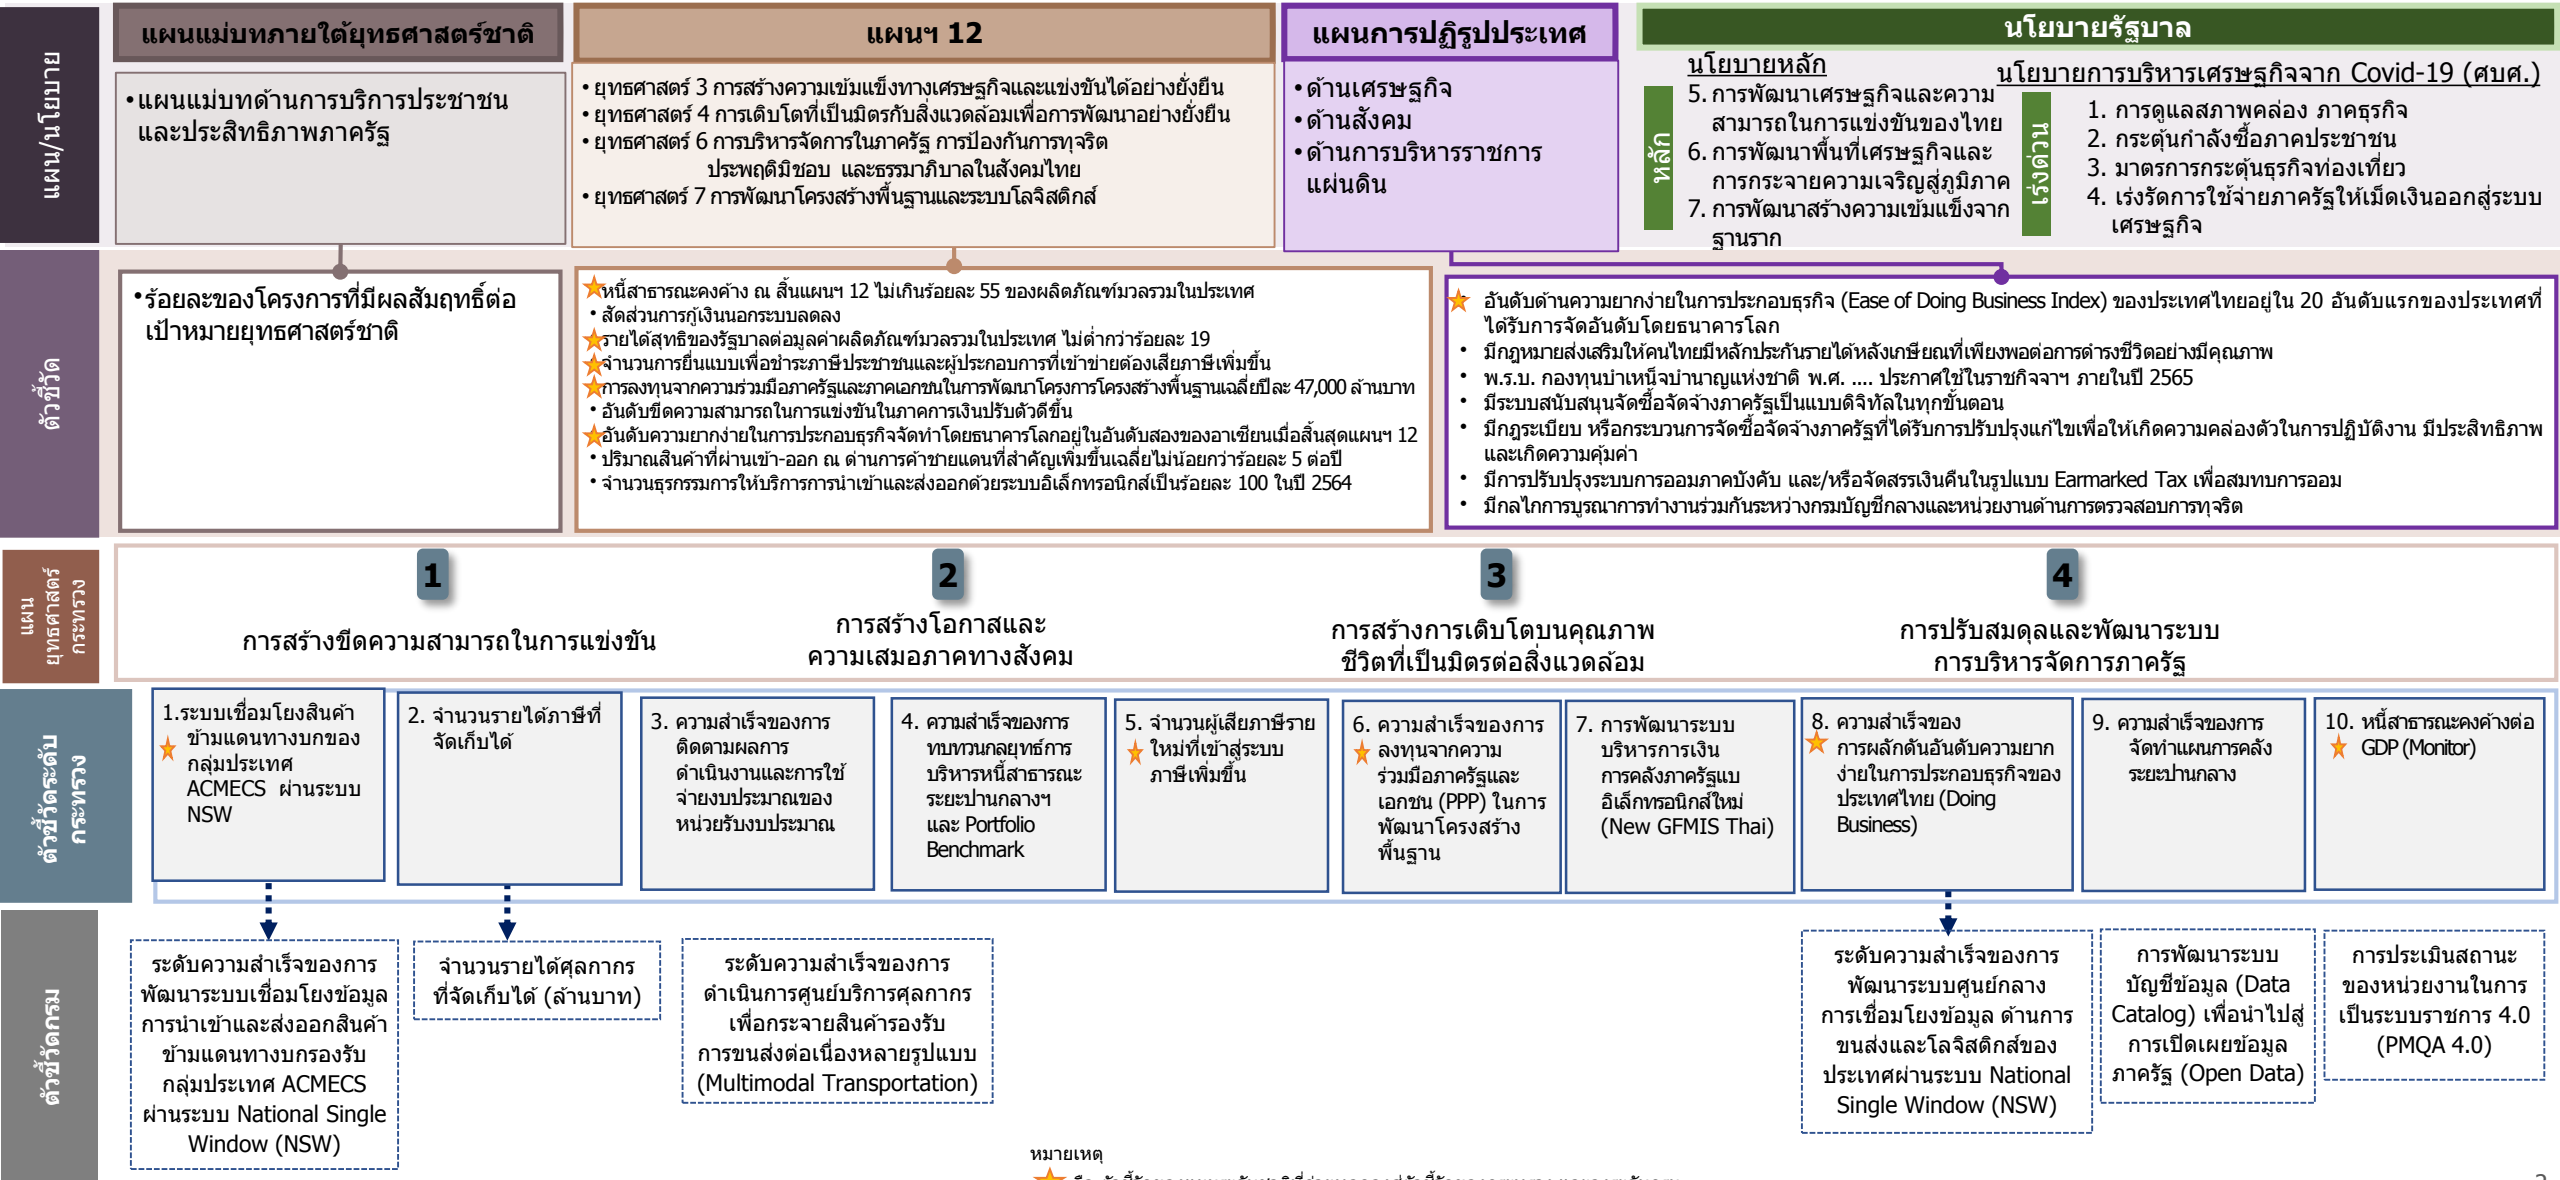 แผน/นโยบาย
แผนแม่บทภายใต้ยุทธศาสตร์ชาติ
•แผนแม่บทด้านการบริการประชาชน
และประสิทธิภาพภาครัฐ
แผนฯ 12
• ยุทธศาสตร์ 3 การสร้างความเข้มแข็งทางเศรษฐกิจและแข่งขันได้อย่างยั่งยืน
• ยุทธศาสตร์ 4 การเติบโตที่เป็นมิตรกับสิ่งแวดล้อมเพื่อการพัฒนาอย่างยั่งยืน
• ยุทธศาสตร์ 6 การบริหารจัดการในภาครัฐ การป้องกันการทุจริต
ประพฤติมิชอบ และธรรมาภิบาลในสังคมไทย
• ยุทธศาสตร์ 7 การพัฒนาโครงสร้างพื้นฐานและระบบโลจิสติกส์
แผนการปฏิรูปประเทศ
•ด้านเศรษฐกิจ
•ด้านสังคม
•ด้านการบริหารราชการ
แผ่นดิน
นโยบายรัฐบาล
นโยบายหลัก
หลัก
5. การพัฒนาเศรษฐกิจและความ
สามารถในการแข่งขันของไทย
6. การพัฒนาพื้นที่เศรษฐกิจและ
การกระจายความเจริญสู่ภูมิภาค
7. การพัฒนาสร้างความเข้มแข็งจาก
ฐานราก
นโยบายการบริหารเศรษฐกิจจาก Covid-19 (ศบศ.)
เร่งด่วน
1. การดูแลสภาพคล่อง ภาคธุรกิจ
2. กระตุ้นกำลังซื้อภาคประชาชน
3. มาตรการกระตุ้นธุรกิจท่องเที่ยว
4. เร่งรัดการใช้จ่ายภาครัฐให้เม็ดเงินออกสู่ระบบ
เศรษฐกิจ
ตัวชี้วัด
•ร้อยละของโครงการที่มีผลสัมฤทธิ์ต่อ
เป้าหมายยุทธศาสตร์ชาติ
หนี้สาธารณะคงค้าง ณ สิ้นแผนฯ 12 ไม่เกินร้อยละ 55 ของผลิตภัณฑ์มวลรวมในประเทศ
• สัดส่วนการกู้เงินนอกระบบลดลง
รายได้สุทธิของรัฐบาลต่อมูลค่าผลิตภัณฑ์มวลรวมในประเทศ ไม่ต่ำกว่าร้อยละ 19
จำนวนการยื่นแบบเพื่อชำระภาษีประชาชนและผู้ประกอบการที่เข้าข่ายต้องเสียภาษีเพิ่มขึ้น
การลงทุนจากความร่วมมือภาครัฐและภาคเอกชนในการพัฒนาโครงการโครงสร้างพื้นฐานเฉลี่ยปีละ 47,000 ล้านบาท
• อันดับขีดความสามารถในการแข่งขันในภาคการเงินปรับตัวดีขึ้น
อันดับความยากง่ายในการประกอบธุรกิจจัดทำโดยธนาคารโลกอยู่ในอันดับสองของอาเซียนเมื่อสิ้นสุดแผนฯ 12
• ปริมาณสินค้าที่ผ่านเข้า-ออก ณ ด่านการค้าชายแดนที่สำคัญเพิ่มขึ้นเฉลี่ยไม่น้อยกว่าร้อยละ 5 ต่อปี
• จำนวนธุรกรรมการให้บริการการนำเข้าและส่งออกด้วยระบบอิเล็กทรอนิกส์เป็นร้อยละ 100 ในปี 2564
อันดับด้านความยากง่ายในการประกอบธุรกิจ (Ease of Doing Business Index) ของประเทศไทยอยู่ใน 20 อันดับแรกของประเทศที่
ได้รับการจัดอันดับโดยธนาคารโลก
• มีกฎหมายส่งเสริมให้คนไทยมีหลักประกันรายได้หลังเกษียณที่เพียงพอต่อการดำรงชีวิตอย่างมีคุณภาพ
• พ.ร.บ. กองทุนบำเหน็จบำนาญแห่งชาติ พ.ศ. .... ประกาศใช้ในราชกิจจาฯ ภายในปี 2565
• มีระบบสนับสนุนจัดซื้อจัดจ้างภาครัฐเป็นแบบดิจิทัลในทุกขั้นตอน
• มีกฎระเบียบ หรือกระบวนการจัดซื้อจัดจ้างภาครัฐที่ได้รับการปรับปรุงแก้ไขเพื่อให้เกิดความคล่องตัวในการปฏิบัติงาน มีประสิทธิภาพ
และเกิดความคุ้มค่า
• มีการปรับปรุงระบบการออมภาคบังคับ และ/หรือจัดสรรเงินคืนในรูปแบบ Earmarked Tax เพื่อสมทบการออม
• มีกลไกการบูรณาการทำงานร่วมกันระหว่างกรมบัญชีกลางและหน่วยงานด้านการตรวจสอบการทุจริต
แผน
ยุทธศาสตร์
กระทรวง
1
การสร้างขีดความสามารถในการแข่งขัน
2
การสร้างโอกาสและ
ความเสมอภาคทางสังคม
3
การสร้างการเติบโตบนคุณภาพ
ชีวิตที่เป็นมิตรต่อสิ่งแวดล้อม
4
การปรับสมดุลและพัฒนาระบบ
การบริหารจัดการภาครัฐ
ตัวชี้วัดระดับ
กระทรวง
1.ระบบเชื่อมโยงสินค้า
ข้ามแดนทางบกของ
กลุ่มประเทศ
ACMECS ผ่านระบบ
NSW
2. จำนวนรายได้ภาษีที่
จัดเก็บได้
3. ความสำเร็จของการ
ติดตามผลการ
ดำเนินงานและการใช้
จ่ายงบประมาณของ
หน่วยรับงบประมาณ
4. ความสำเร็จของการ
ทบทวนกลยุทธ์การ
บริหารหนี้สาธารณะ
ระยะปานกลางฯ
และ Portfolio
Benchmark
5. จำนวนผู้เสียภาษีราย
ใหม่ที่เข้าสู่ระบบ
ภาษีเพิ่มขึ้น
6. ความสำเร็จของการ
ลงทุนจากความ
ร่วมมือภาครัฐและ
เอกชน (PPP) ในการ
พัฒนาโครงสร้าง
พื้นฐาน
7. การพัฒนาระบบ
บริหารการเงิน
การคลังภาครัฐแบ
อิเล็กทรอนิกส์ใหม่
(New GFMIS Thai)
8. ความสำเร็จของ
การผลักดันอันดับความยาก
ง่ายในการประกอบธุรกิจของ
ประเทศไทย (Doing
Business)
9. ความสำเร็จของการ
จัดทำแผนการคลัง
ระยะปานกลาง
10. หนี้สาธารณะคงค้างต่อ
GDP (Monitor)
ตัวชี้วัดกรม
ระดับความสำเร็จของการ
พัฒนาระบบเชื่อมโยงข้อมูล
การนำเข้าและส่งออกสินค้า
ข้ามแดนทางบกรองรับ
กลุ่มประเทศ ACMECS
ผ่านระบบ National Single
Window (NSW)
จำนวนรายได้ศุลกากร
ที่จัดเก็บได้ (ล้านบาท)
ระดับความสำเร็จของการ
ดำเนินการศูนย์บริการศุลกากร
เพื่อกระจายสินค้ารองรับ
การขนส่งต่อเนื่องหลายรูปแบบ
(Multimodal Transportation)
ระดับความสำเร็จของการ
พัฒนาระบบศูนย์กลาง
การเชื่อมโยงข้อมูล ด้านการ
ขนส่งและโลจิสติกส์ของ
ประเทศผ่านระบบ National
Single Window (NSW)
การพัฒนาระบบ
บัญชีข้อมูล (Data
Catalog) เพื่อนำไปสู่
การเปิดเผยข้อมูล
ภาครัฐ (Open Data)
การประเมินสถานะ
ของหน่วยงานในการ
เป็นระบบราชการ 4.0
(PMQA 4.0)
หมายเหตุ